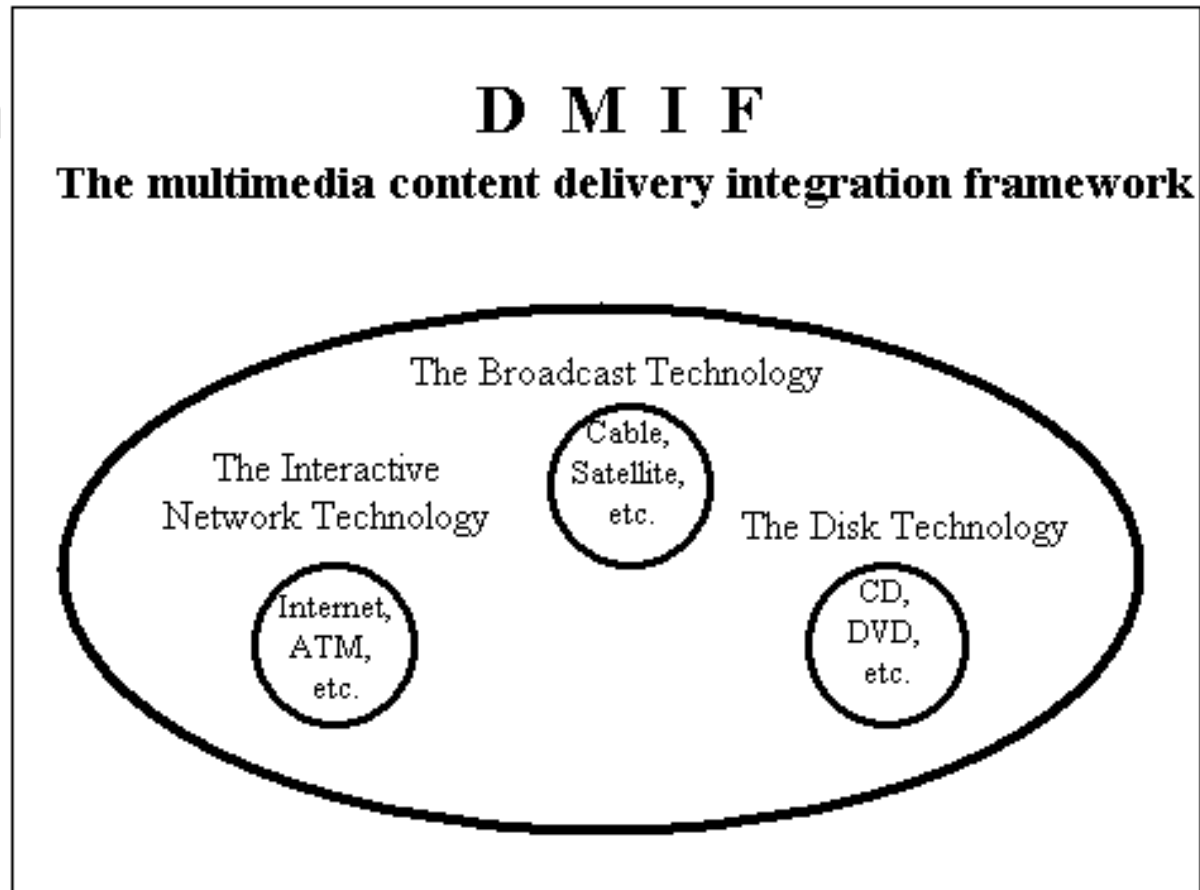 D M I F
The multimedia content delivery integration framework
The Broadcast Technology
Cable,
Satellite,
etc.
The Interactive
Network Technology
Internet,
ATM,
etc.
The Disk Technology
CD,
DVD,
etc.